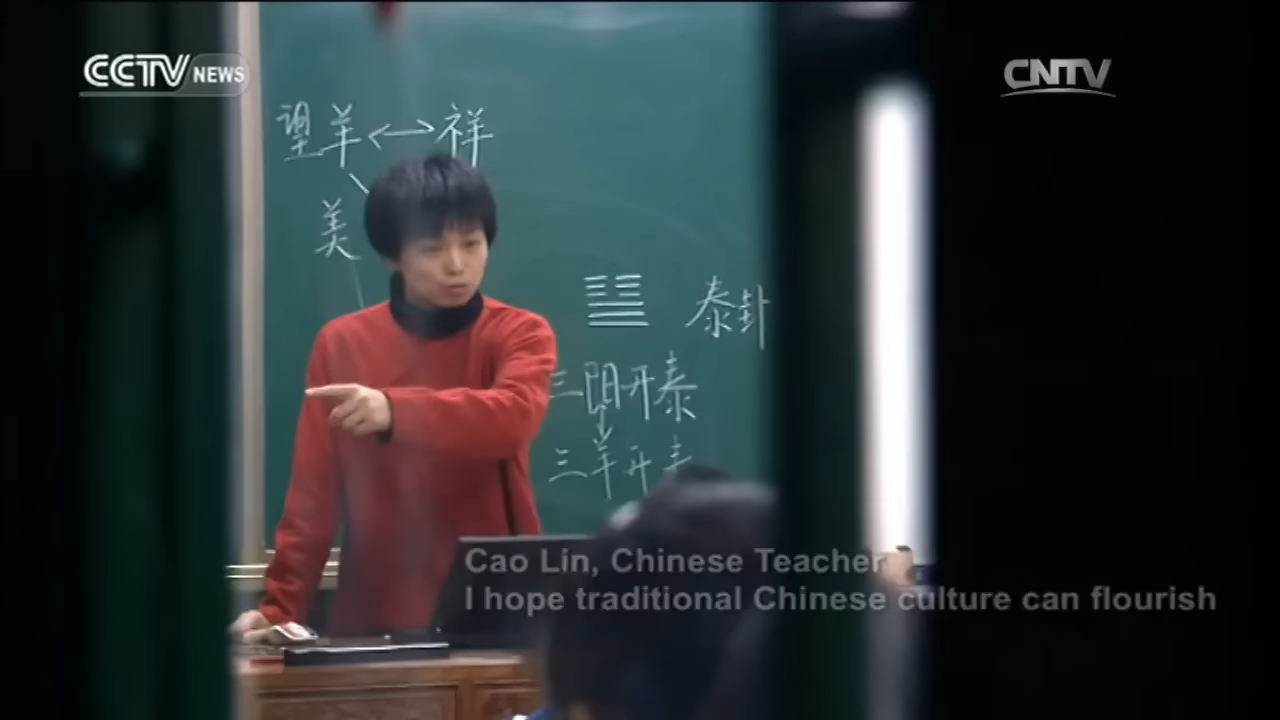 CCTV NEWS
CNTV
望羊<->祥
美
泰卦
三阳开泰
三羊开
Cao Lin, Chinese Teacher
I hope traditional Chinese culture can flourish